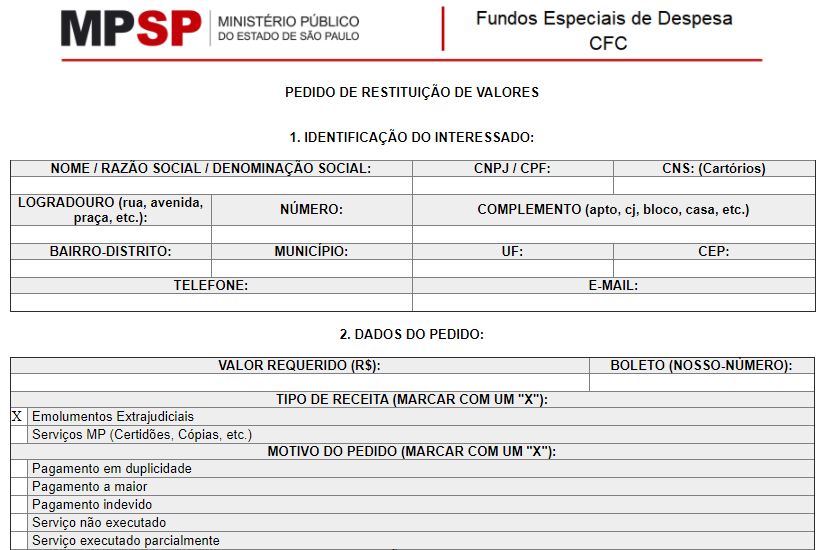 MPSP MINISTÉRIO PÚBLICO
DO ESTADO DE SÃO PAULO
Fundos Especiais de Despesa
CFC
PEDIDO DE RESTITUIÇÃO DE VALORES
1. IDENTIFICAÇÃO DO INTERESSADO:
NOME / RAZÃO SOCIAL / DENOMINAÇÃO SOCIAL: CNPJ / CPF: CNS: (Cartórios)
LOGRADOURO (rua, avenida,
praça, etc.):
NÚMERO: COMPLEMENTO (apto, cj, bloco, casa, etc.)
BAIRRO-DISTRITO: MUNICÍPIO: UF: CEP:
TELEFONE: E-MAIL:
2. DADOS DO PEDIDO:
VALOR REQUERIDO (R$): BOLETO (NOSSO-NÚMERO):
TIPO DE RECEITA (MARCAR COM UM "X"):
X Emolumentos Extrajudiciais
Serviços MP (Certidões, Cópias, etc.)
MOTIVO DO PEDIDO (MARCAR COM UM "X"):
Pagamento em duplicidade
Pagamento a maior
Pagamento indevido
Serviço não executado
Serviço executado parcialmente